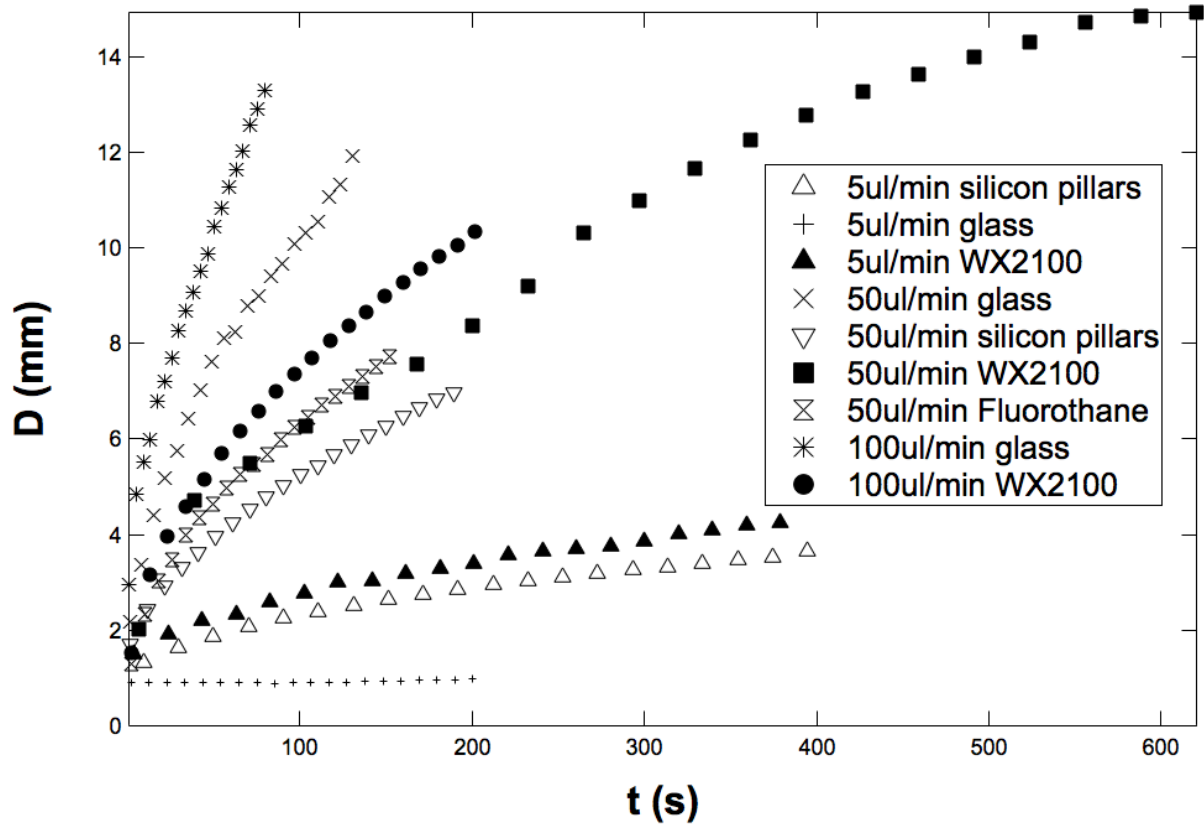 14
12
10
8
6
4
2
0
D (mm)
5ul/min silicon pillars
5ul/min glass
5ul/min WX2100
50ul/min glass
50ul/min silicon pillars
50ul/min WX2100
50ul/min Fluorothane
100ul/min glass
100ul/min WX2100
100 200 300 400 500 600
t (s)